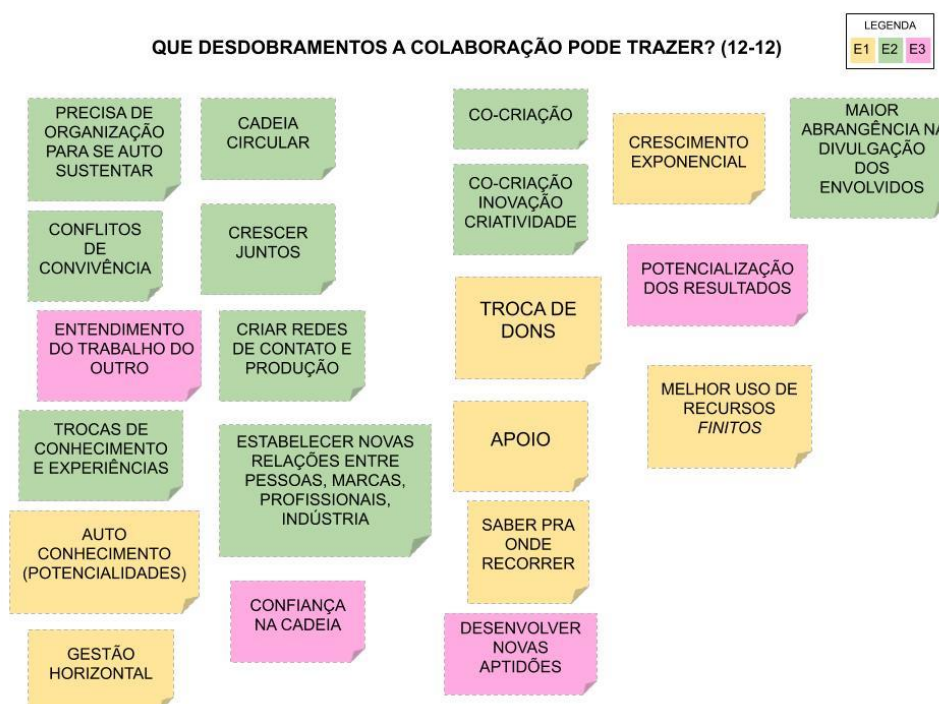 QUE DESDOBRAMENTOS A COLABORAÇÃO PODE TRAZER? (12-12)
LEGENDA
E1 E2 E3
PRECISA DE
ORGANIZAÇÃO
PARA SE AUTO
SUSTENTAR
CONFLITOS
DE
CONVIVÊNCIA
ENTENDIMENTO
DO TRABALHO DO
OUTRO
TROCAS DE
CONHECIMENTO
E EXPERIÊNCIAS
AUTO
CONHECIMENTO
(POTENCIALIDADES)
GESTÃO
HORIZONTAL
CADEIA
CIRCULAR
CRESCER
JUNTOS
CRIAR REDES
DE CONTATO E
PRODUÇÃO
ESTABELECER NOVAS
RELAÇÕES ENTRE
PESSOAS, MARCAS,
PROFISSIONAIS,
INDÚSTRIA
CONFIANÇA
NA CADEIA
CO-CRIAÇÃO
CO-CRIAÇÃO
INOVAÇÃO
CRIATIVIDADE
TROCA DE
DONS
APOIO
SABER PRA
ONDE
RECORRER
DESENVOLVER
NOVAS
APTIDÕES
CRESCIMENTO
EXPONENCIAL
POTENCIALIZAÇÃO
DOS RESULTADOS
MELHOR USO DE
RECURSOS
FINITOS
MAIOR
ABRANGÊNCIA NA
DIVULGAÇÃO
DOS
ENVOLVIDOS